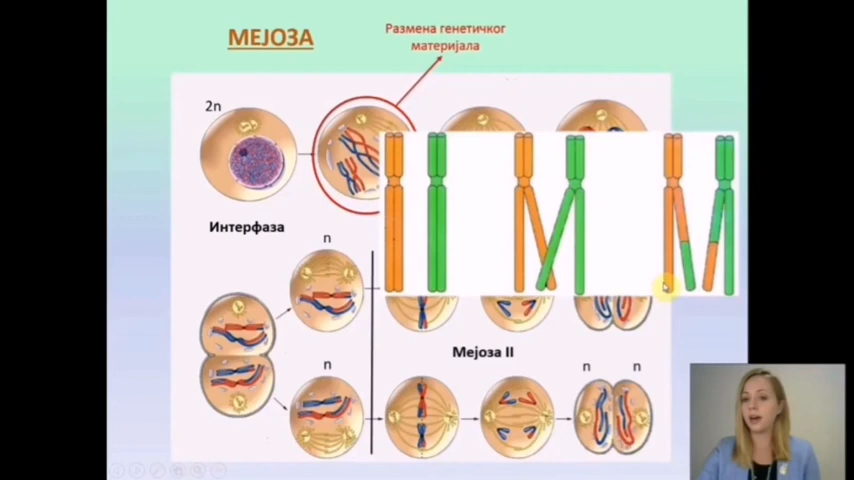 МЕЈОЗА
Размена генетичког
материјала
2n
Интерфаза
n
n
Мејоза II
n
n